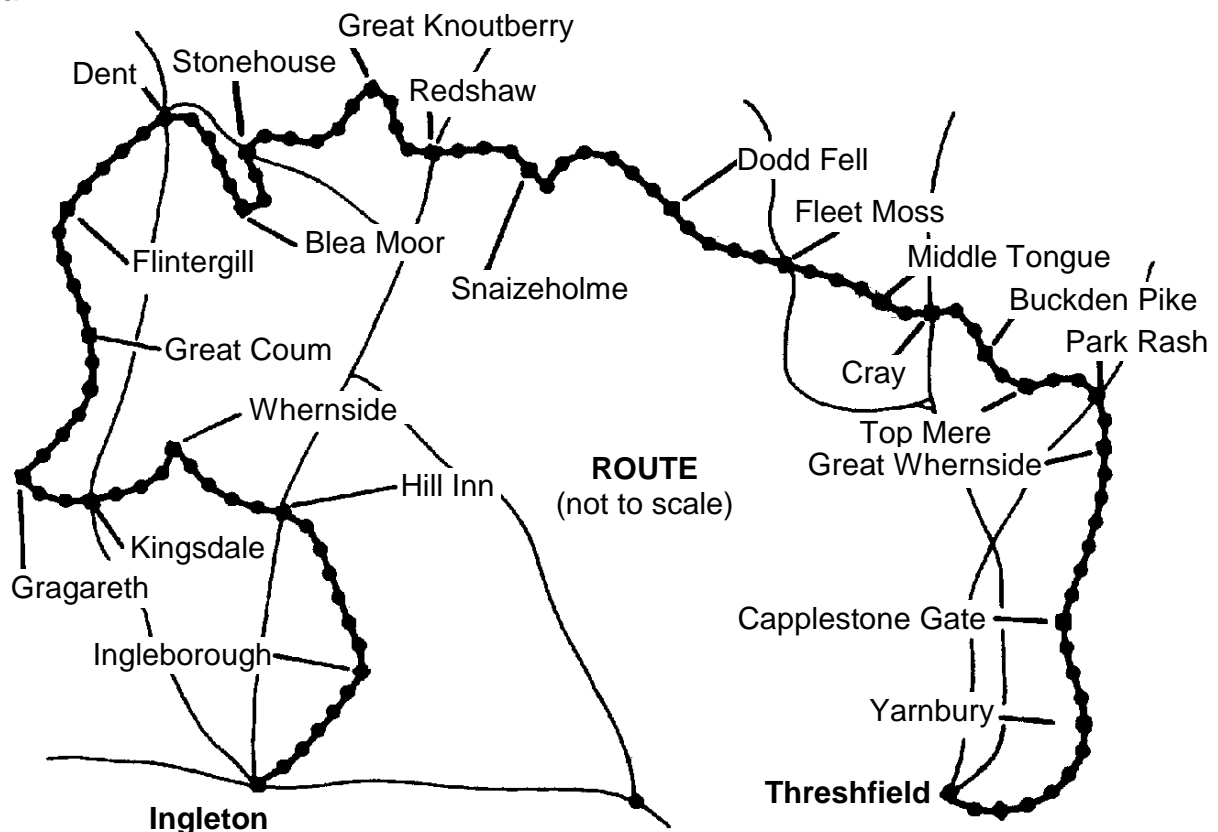 Great Knoutberry
Stonehouse
Dent
Redshaw
Dodd Fell
Fleet Moss
Flintergill
Blea Moor
Middle Tongue
Snaizeholme
Buckden Pike
Great Coum
Park Rash
Cray
Whernside
Top Mere
ROUTE
Great Whernside
Hill Inn
(not to scale)
Kingsdale
Gragareth
Capplestone Gate
Ingleborough
Yarnbury
Threshfield
Ingleton